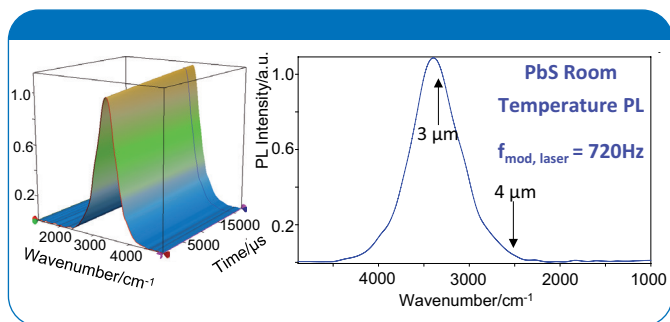 1.0
0.6
0.2
2000
3000
4000
Wavenumber/cm⁻¹
5000
15000
Time/µs
PL Intensity/a.u.
1.0
0.6
0.2
4000
3000
2000
1000
Wavenumber/cm⁻¹
3 µm
4 µm
PbS Room
Temperature PL
f mod, laser = 720Hz